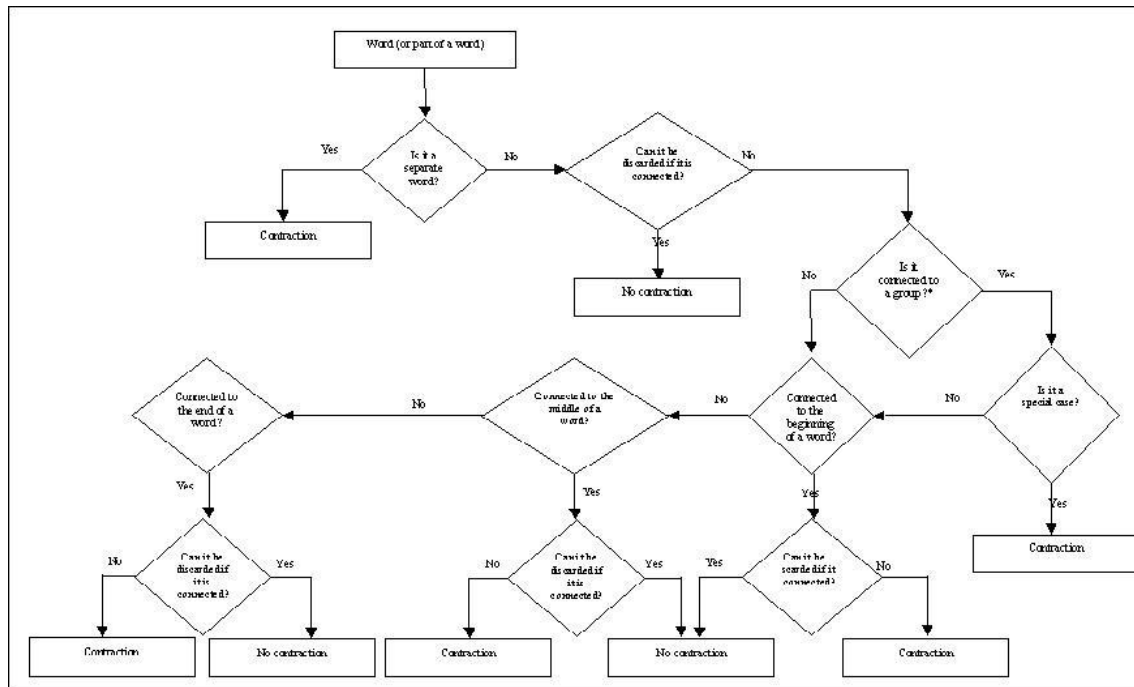 Word (or part of a word)
Yes
Is it a
separate
word?
No
Can it be
discarded if it is
connected?
No
Contraction
Yes
No contraction
No
Is it
connected to
a group?*
Yes
Connected to
the end of a
word?
No
Connected to the
middle of a
word?
No
Connected
to the
beginning
of a word?
No
Is it a
special case?
Yes
Yes
Yes
Yes
No
Can it be
discarded if
it is
connected?
Yes
No
Can it be
discarded if
it is
connected?
Yes
Yes
Can it be
scarded if it
connected?
No
Contraction
Contraction
No contraction
Contraction
No contraction
Contraction